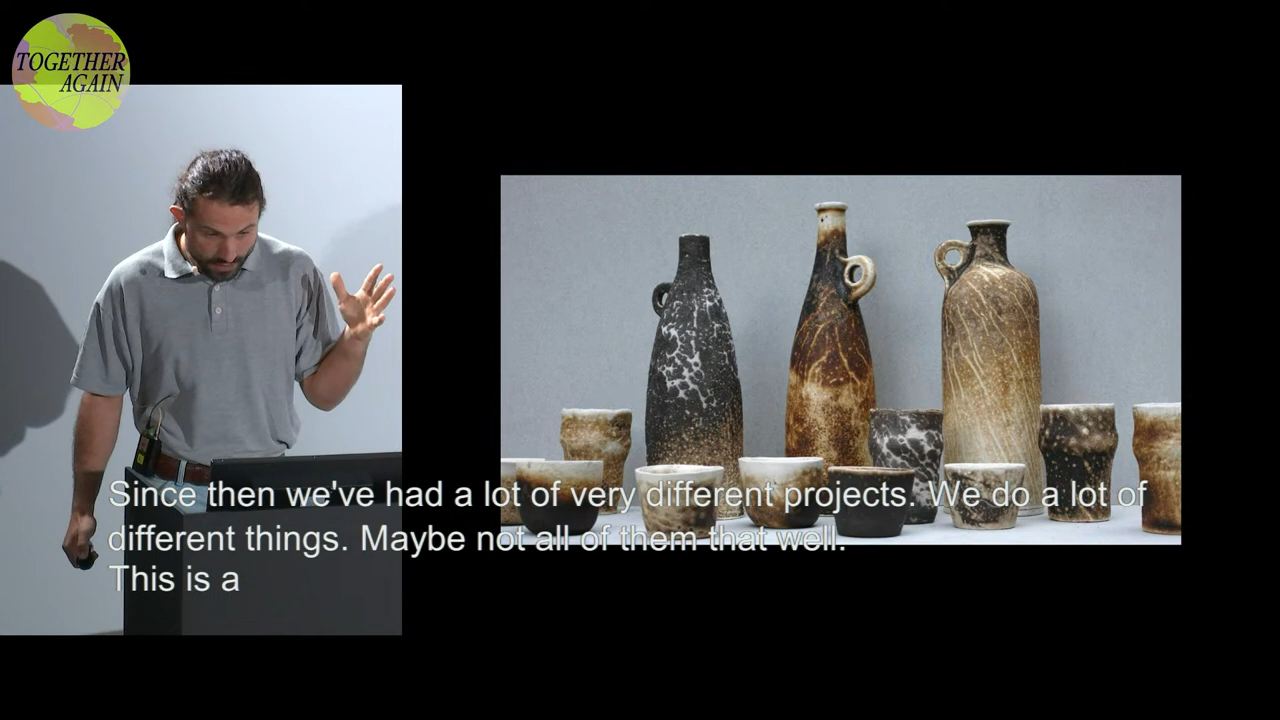 TOGETHER
AGAIN
Since then we've had a lot of very different projects. We do a lot of
different things. Maybe not all of them that well.
This is a